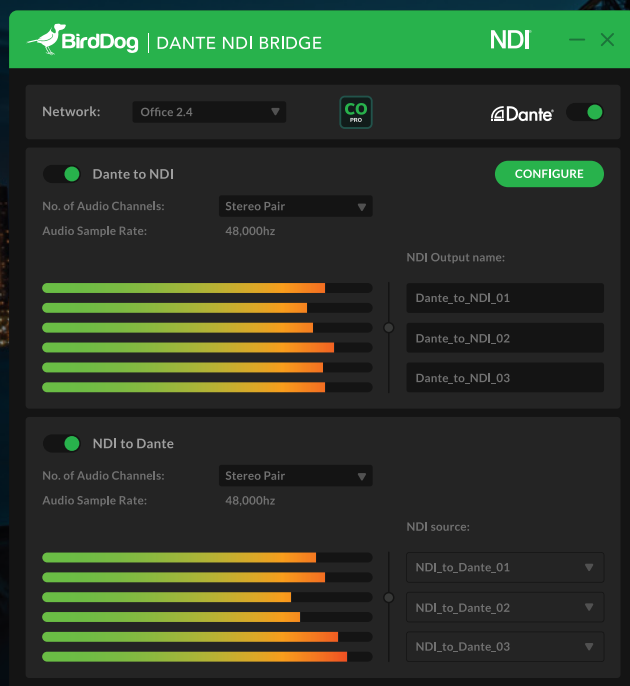 BirdDog | DANTE NDI BRIDGE NDI
Network: Office 2.4 CO PRO Dante
Dante to NDI CONFIGURE
No. of Audio Channels: Stereo Pair
Audio Sample Rate: 48,000hz
NDI Output name:
Dante_to_NDI_01
Dante_to_NDI_02
Dante_to_NDI_03
NDI to Dante
No. of Audio Channels: Stereo Pair
Audio Sample Rate: 48,000hz
NDI source:
NDI_to_Dante_01
NDI_to_Dante_02
NDI_to_Dante_03